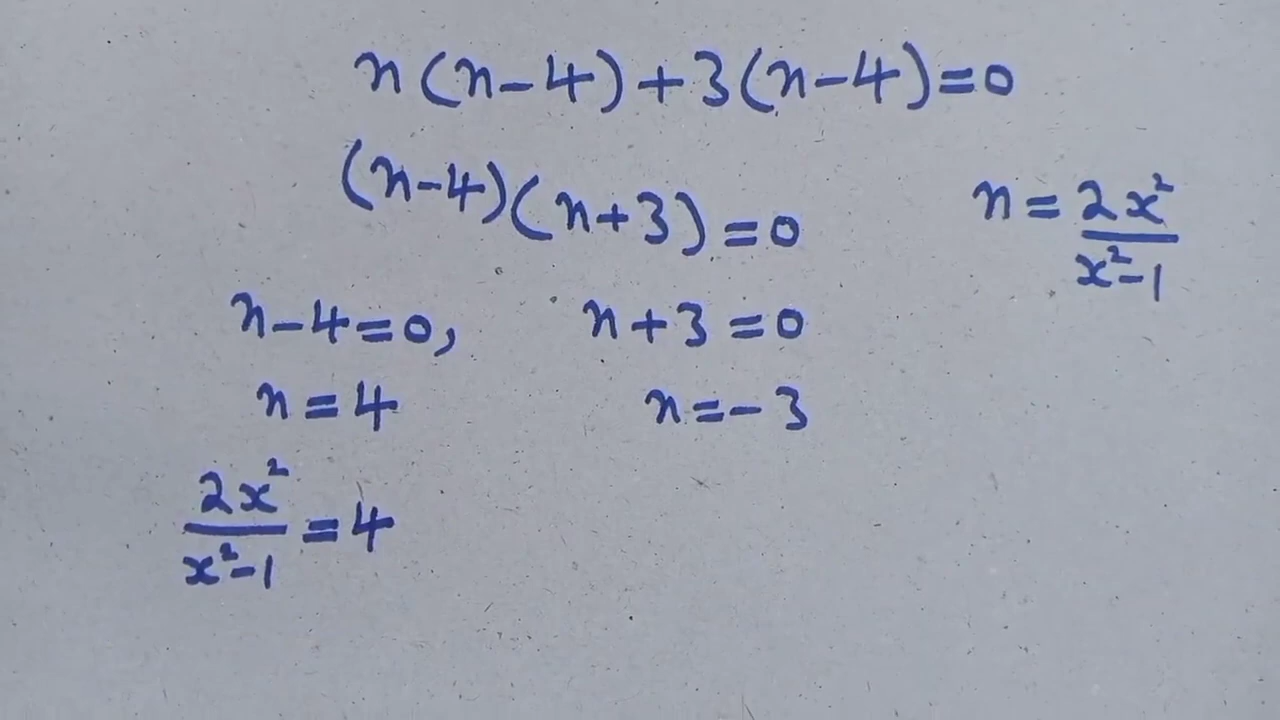 n(n-4)+3(n-4)=0
(n-4)(n+3)=0
n = 2x²/x²-1
n-4=0, n+3=0
n=4 n=-3
2x²/x²-1 = 4